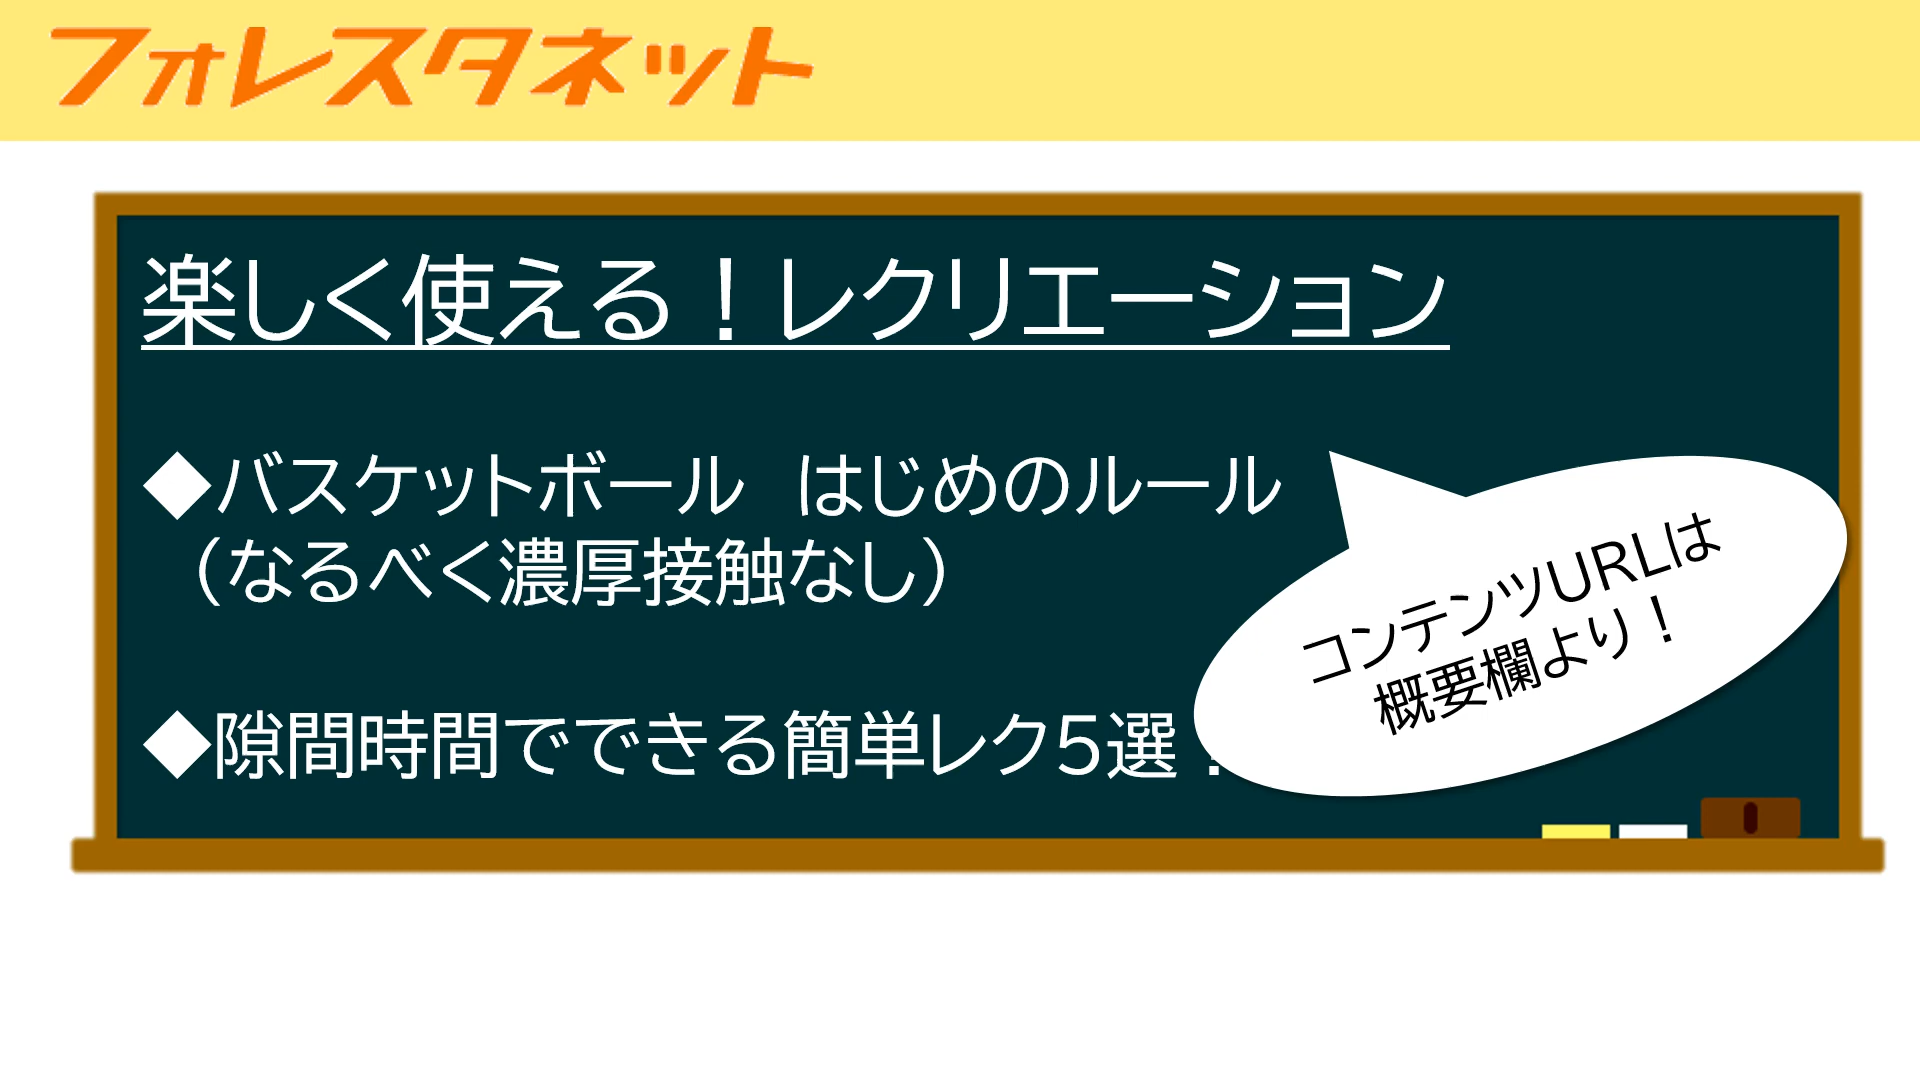 フォレスタネット
楽しく使える！レクリエーション
◆バスケットボール　はじめのルール
（なるべく濃厚接触なし）
◆隙間時間でできる簡単レク５選！
コンテンツURLは
概要欄より！